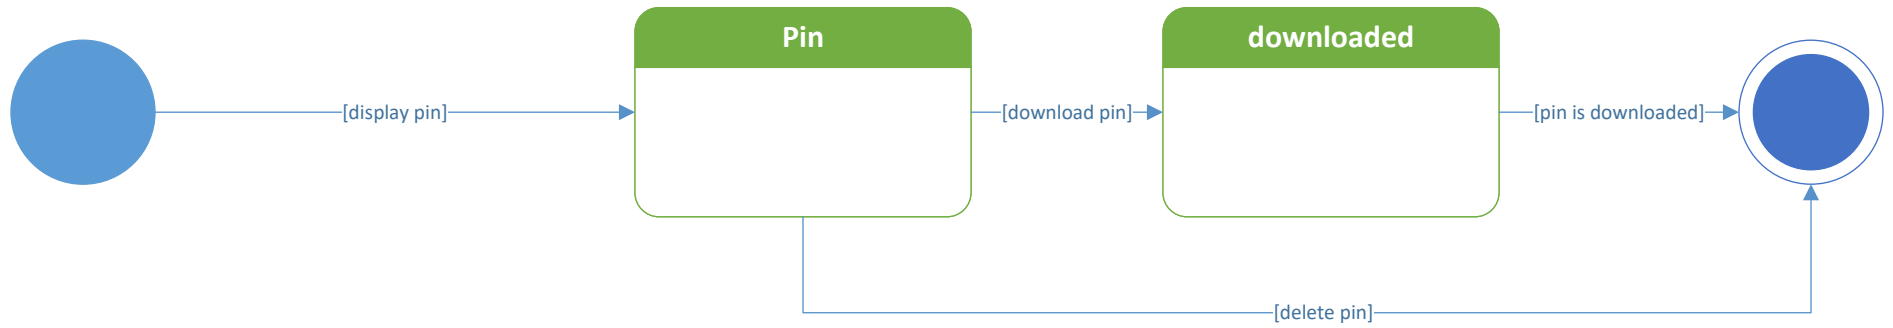 Pin
downloaded
[display pin]
[download pin]
[pin is downloaded]
[delete pin]